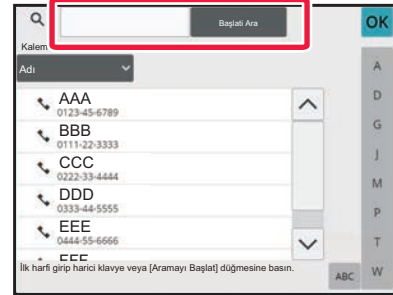 Başlati Ara
OK
Kalem
Adı
AAA
0123-45-6789
BBB
0111-22-3333
CCC
0222-33-4444
DDD
0333-44-5555
EEE
0444-55-6666
FFF
İlk harfi girip harici klavye veya [Aramayı Başlat] düğmesine basın.
A
D
G
J
M
P
T
W
ABC